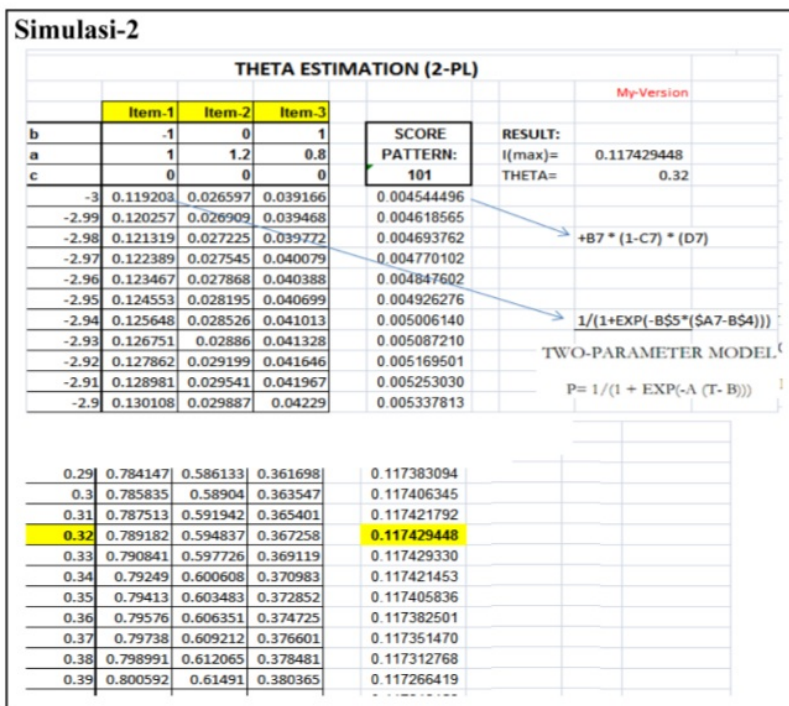 Simulasi-2
THETA ESTIMATION (2-PL)
My-Version
Item-1 Item-2 Item-3
b -1 0 1 SCORE RESULT:
a 1 1.2 0.8 PATTERN: I(max)= 0.117429448
c 0 0 0 101 THETA= 0.32
-3 0.119203 0.026597 0.039166 0.004544496
-2.99 0.120257 0.026909 0.039468 0.004618565
-2.98 0.121319 0.027225 0.039772 0.004693762 +B7 * (1-C7) * (D7)
-2.97 0.122389 0.027545 0.040079 0.004770102
-2.96 0.123467 0.027868 0.040388 0.004847602
-2.95 0.124553 0.028195 0.040699 0.004926276
-2.94 0.125648 0.028526 0.041013 0.005006140 1/(1+EXP(-B$5*($A7-B$4)))
-2.93 0.126751 0.02886 0.041328 0.005087210
TWO-PARAMETER MODEL
-2.92 0.127862 0.029199 0.041646 0.005169501
-2.91 0.128981 0.029541 0.041967 0.005253030
P= 1/(1 + EXP(-A (T- B)))
-2.9 0.130108 0.029887 0.04229 0.005337813
0.29 0.784147 0.586133 0.361698 0.117383094
0.3 0.785835 0.58904 0.363547 0.117406345
0.31 0.787513 0.591942 0.365401 0.117421792
0.32 0.789182 0.594837 0.367258 0.117429448
0.33 0.790841 0.597726 0.369119 0.117429330
0.34 0.79249 0.600608 0.370983 0.117421453
0.35 0.79413 0.603483 0.372852 0.117405836
0.36 0.79576 0.606351 0.374725 0.117382501
0.37 0.79738 0.609212 0.376601 0.117351470
0.38 0.798991 0.612065 0.378481 0.117312768
0.39 0.800592 0.61491 0.380365 0.117266419